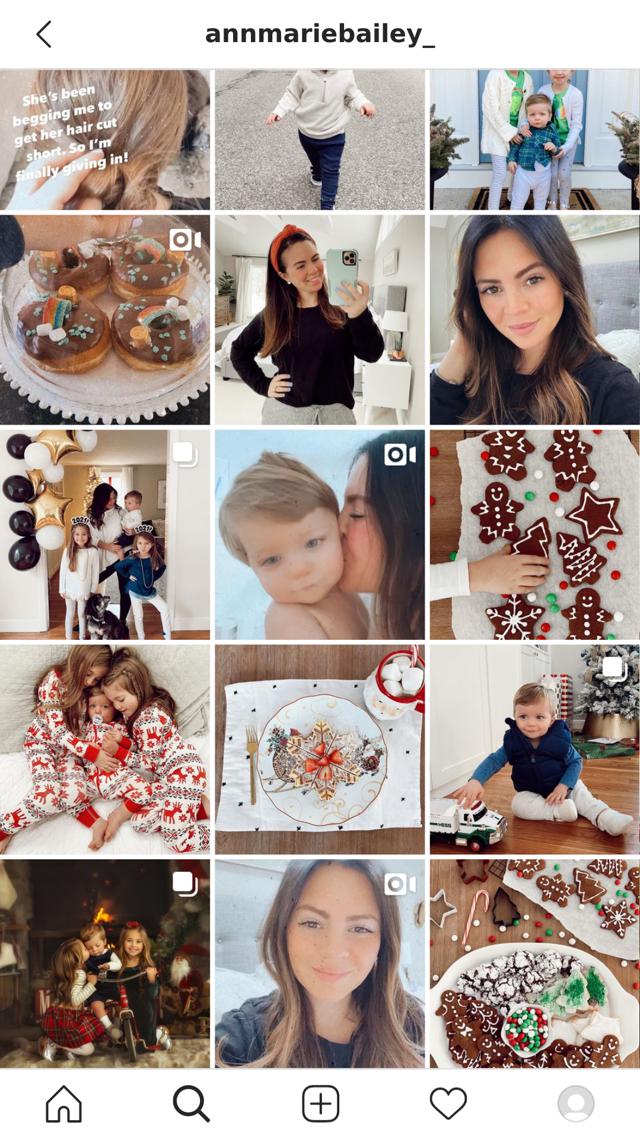 annmariebailey_
She's been
begging me to
get her hair cut
short. So I'm
finally giving in!
2021!
2021!